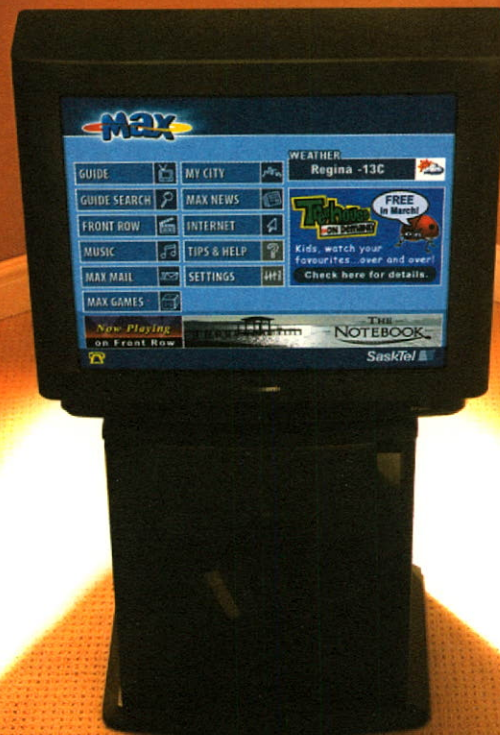 Max
GUIDE
GUIDE SEARCH
FRONT ROW
MUSIC
MAX MAIL
MAX GAMES
MY CITY
MAX NEWS
INTERNET
TIPS & HELP
SETTINGS
WEATHER
Regina -13C
Treehouse
ON DEMAND
FREE
in March!
Kids, watch your
favourites...over and over!
Check here for details.
Now Playing
on Front Row
THE
NOTEBOOK
SaskTel